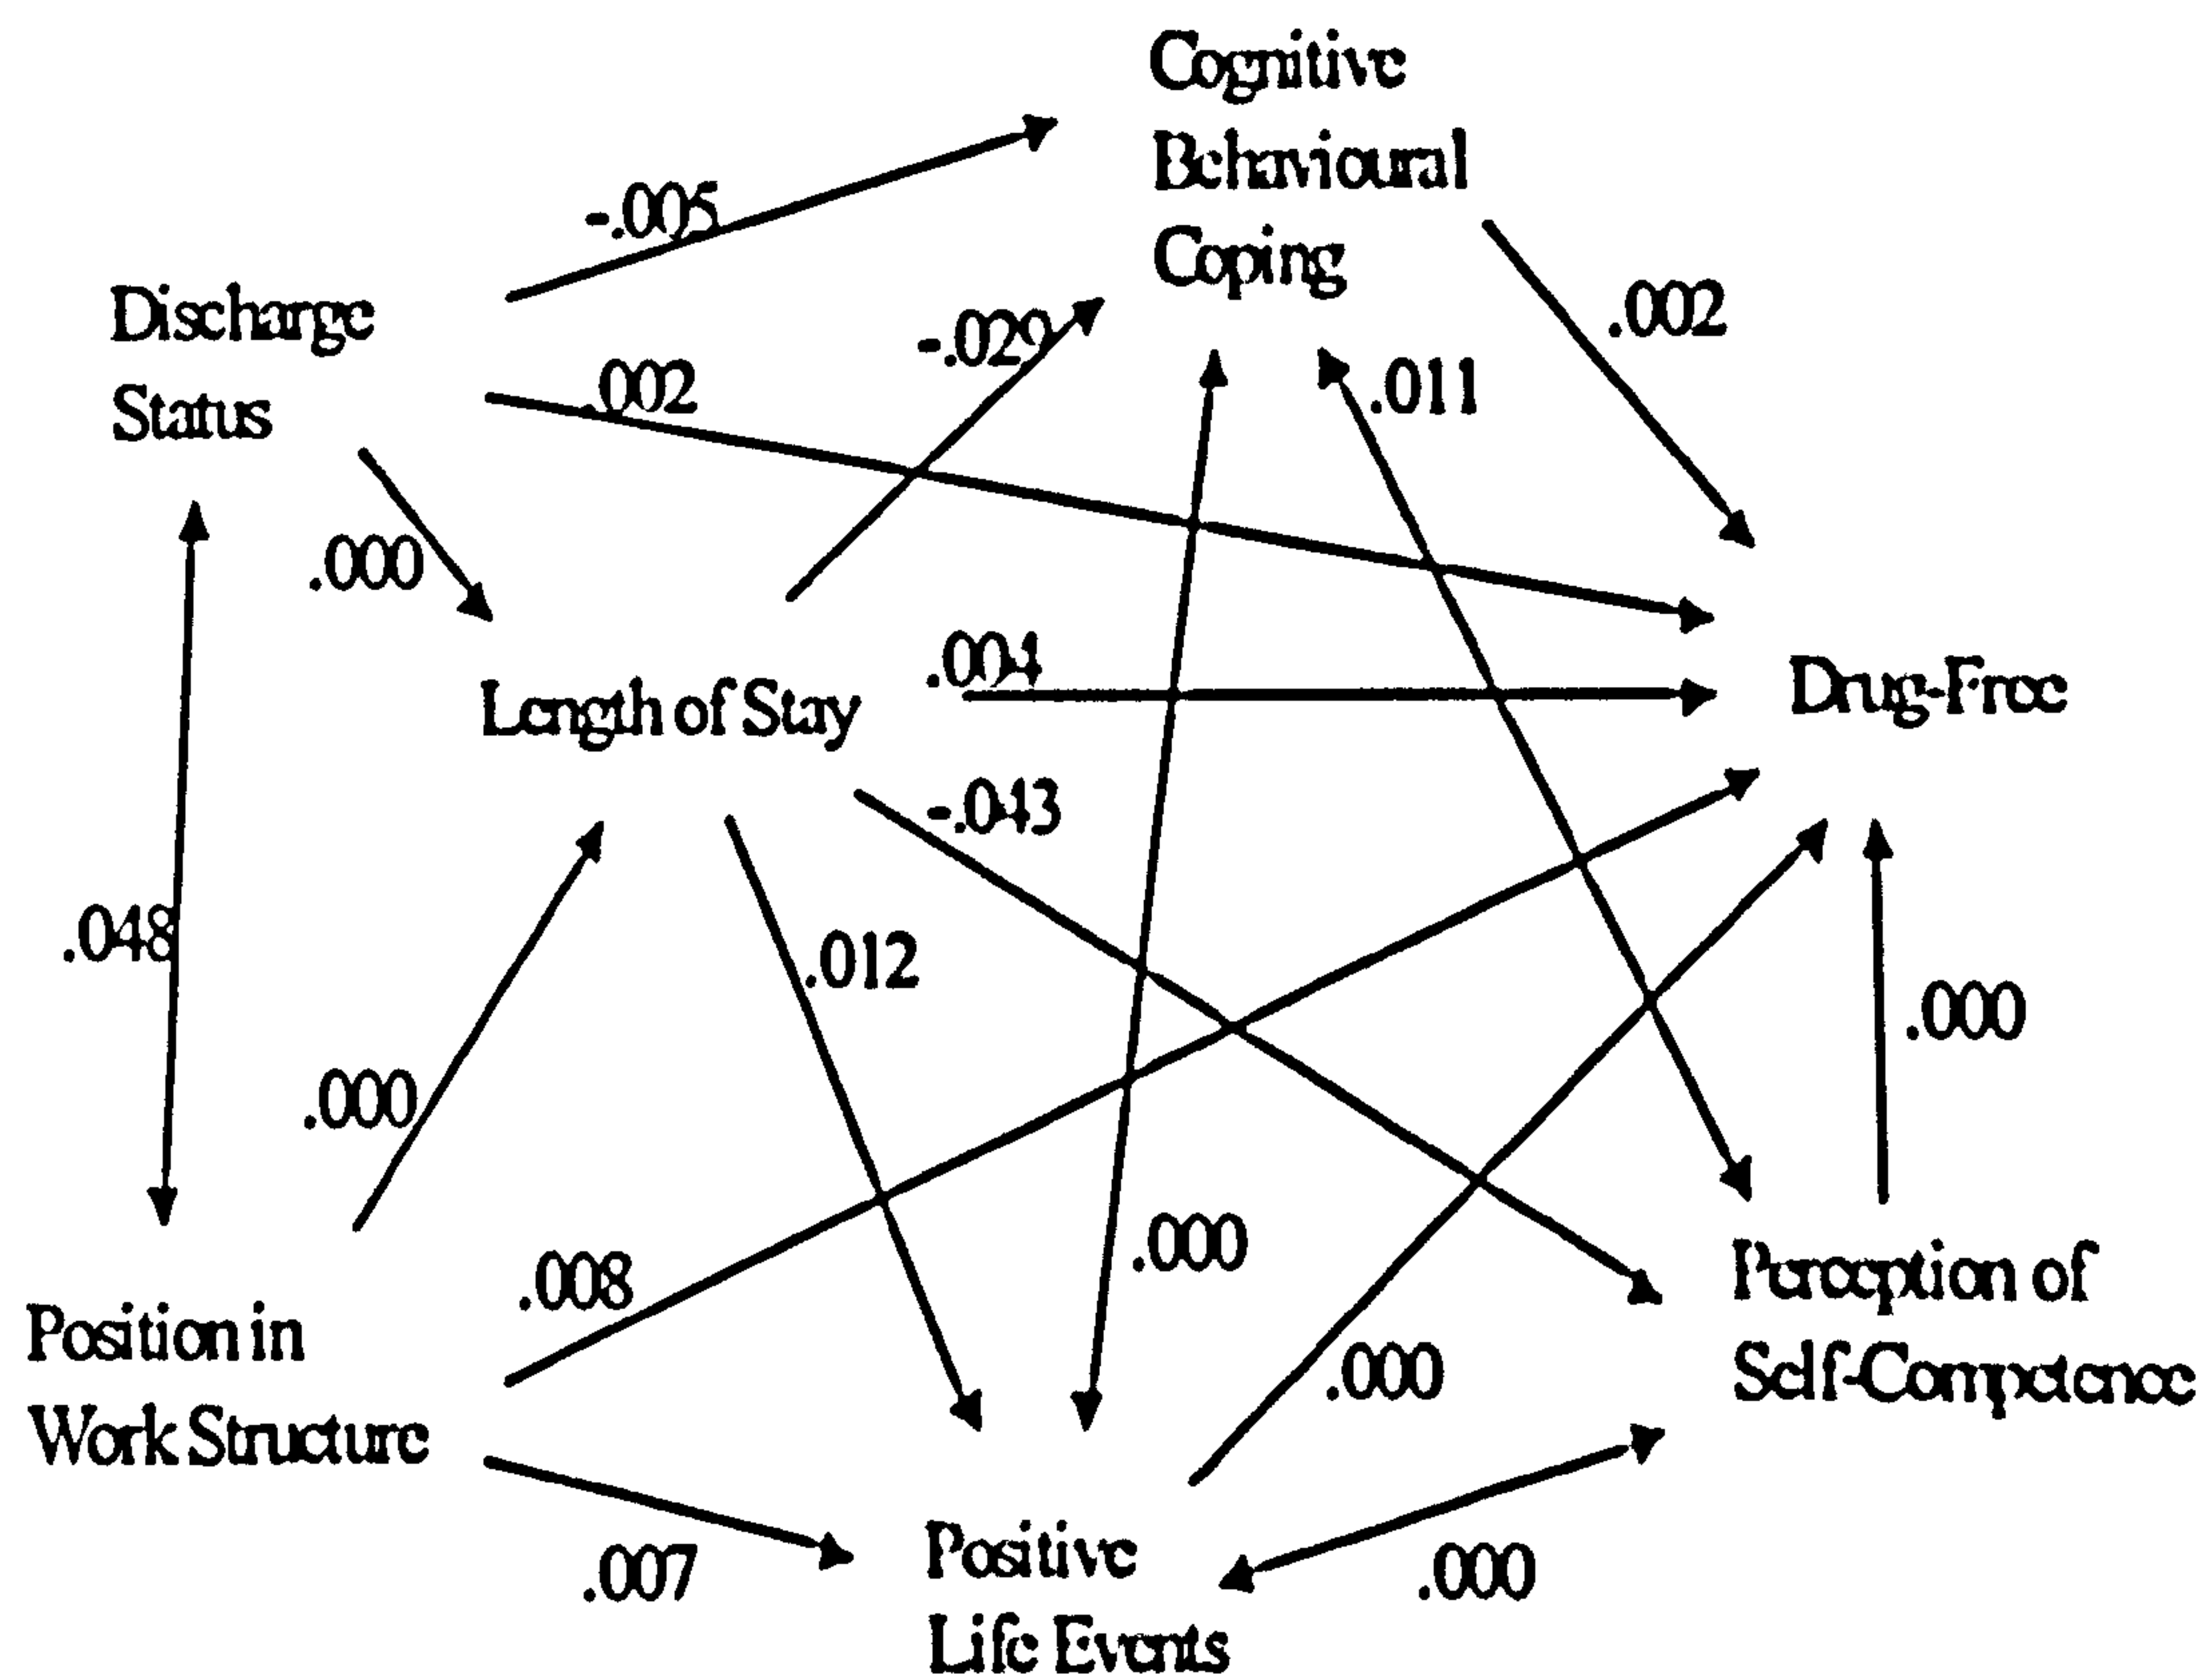 Cognitive
Behavioural
Coping
-.005
Discharge
Status
-.029
.002
.002
.011
.000
.004
Length of Stay
Drug-Free
-.043
.048
.012
.000
.000
.008
.000
Perception of
Self-Competence
Position in
Work Structure
.000
.007
Positive
Life Events
.000